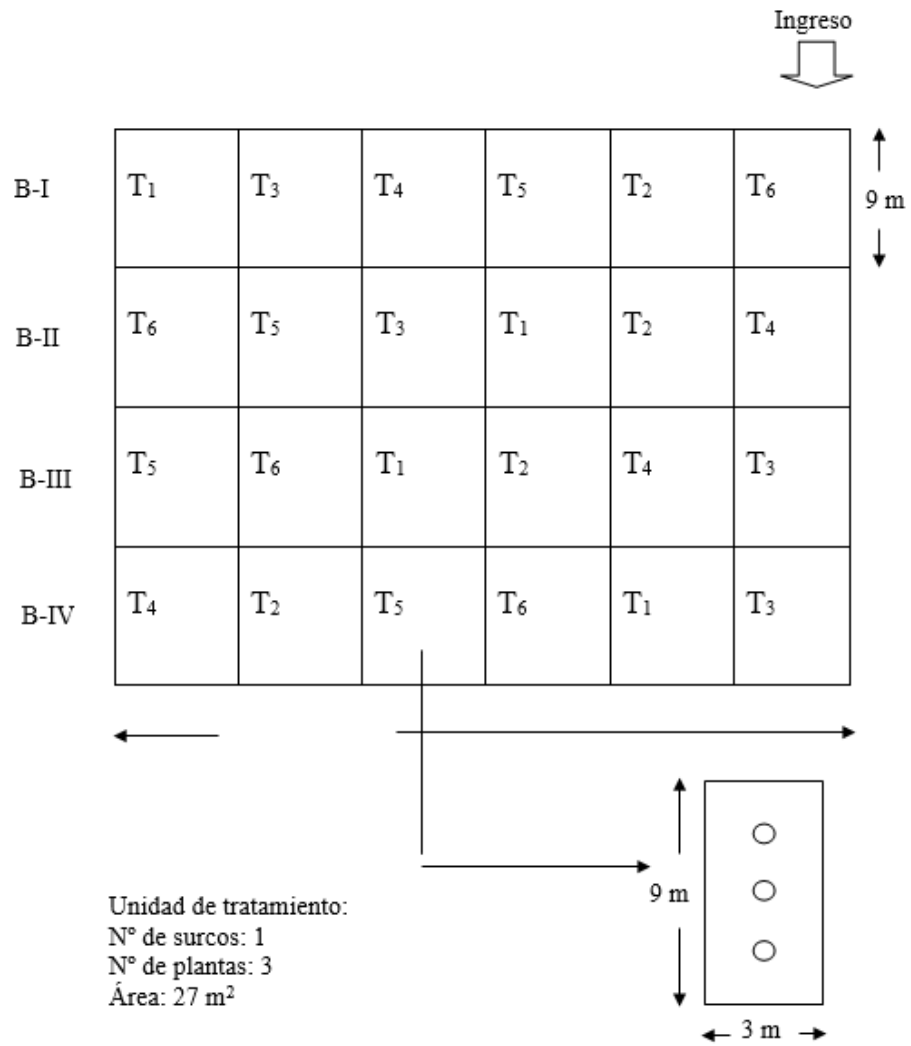 Ingreso
B-I T₁ T₃ T₄ T₅ T₂ T₆ 9 m
B-II T₆ T₅ T₃ T₁ T₂ T₄
B-III T₅ T₆ T₁ T₂ T₄ T₃
B-IV T₄ T₂ T₅ T₆ T₁ T₃
9 m
Unidad de tratamiento:
Nº de surcos: 1
Nº de plantas: 3
Área: 27 m²
3 m